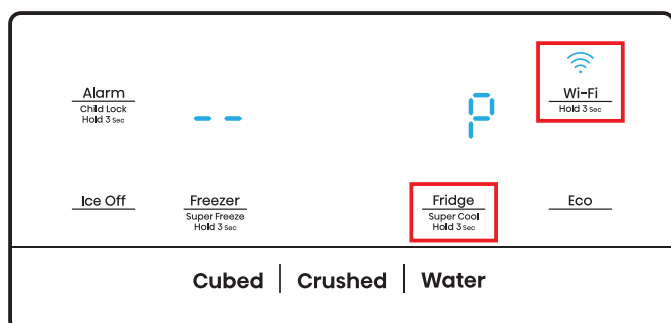 Alarm
Child Lock
Hold 3 Sec
-- P
Wi-Fi
Hold 3 Sec
Ice Off
Freezer
Super Freeze
Hold 3 Sec
Fridge
Super Cool
Hold 3 Sec
Eco
Cubed | Crushed | Water